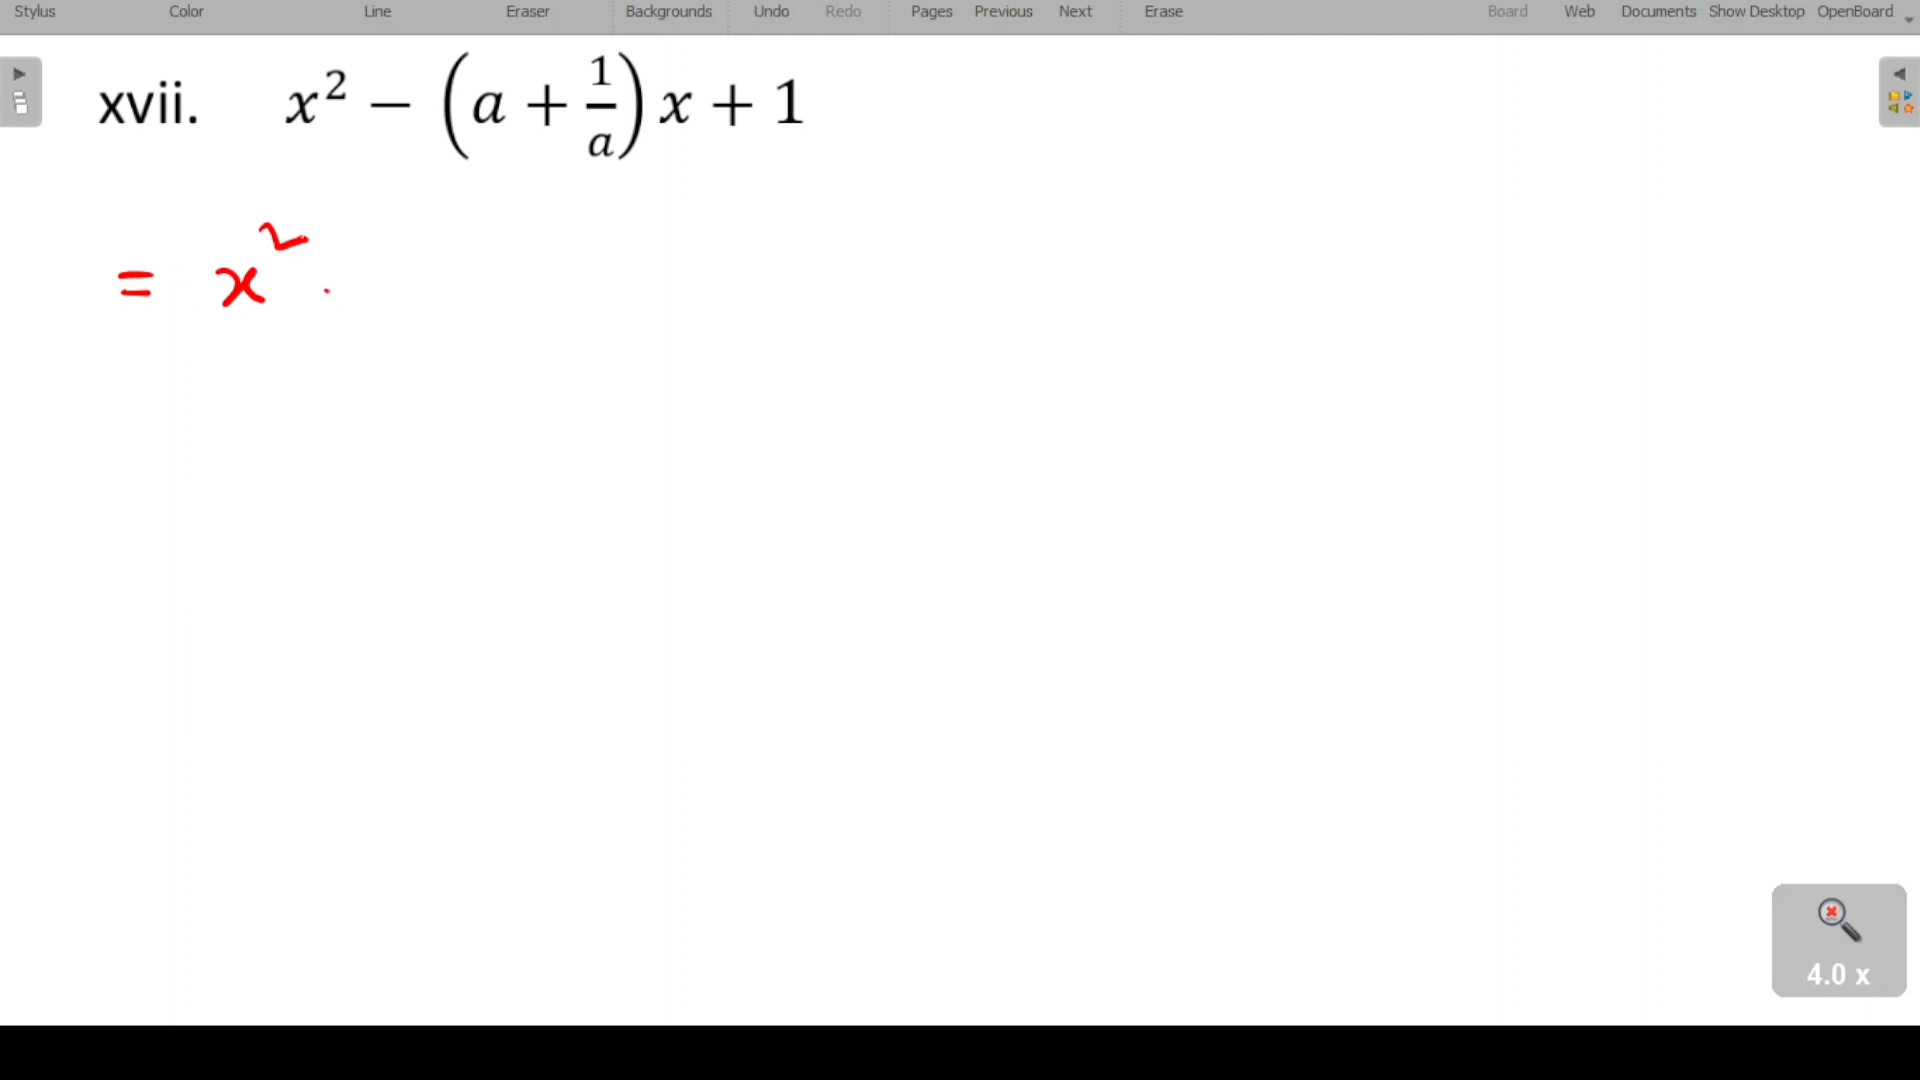 Stylus Color Line Eraser Backgrounds Undo Redo Pages Previous Next Erase Board Web Documents Show Desktop OpenBoard
xvii. x² − (a + 1/a) x + 1
= x² .
4.0 x